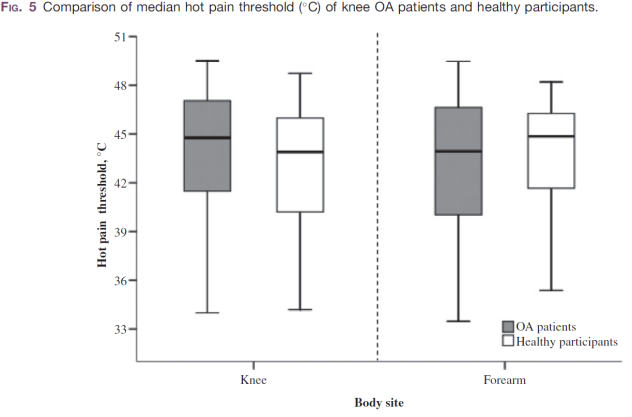 FIG. 5 Comparison of median hot pain threshold (°C) of knee OA patients and healthy participants.
51
48
45
42
39
36
33
Hot pain threshold, °C
OA patients
Healthy participants
Knee
Forearm
Body site